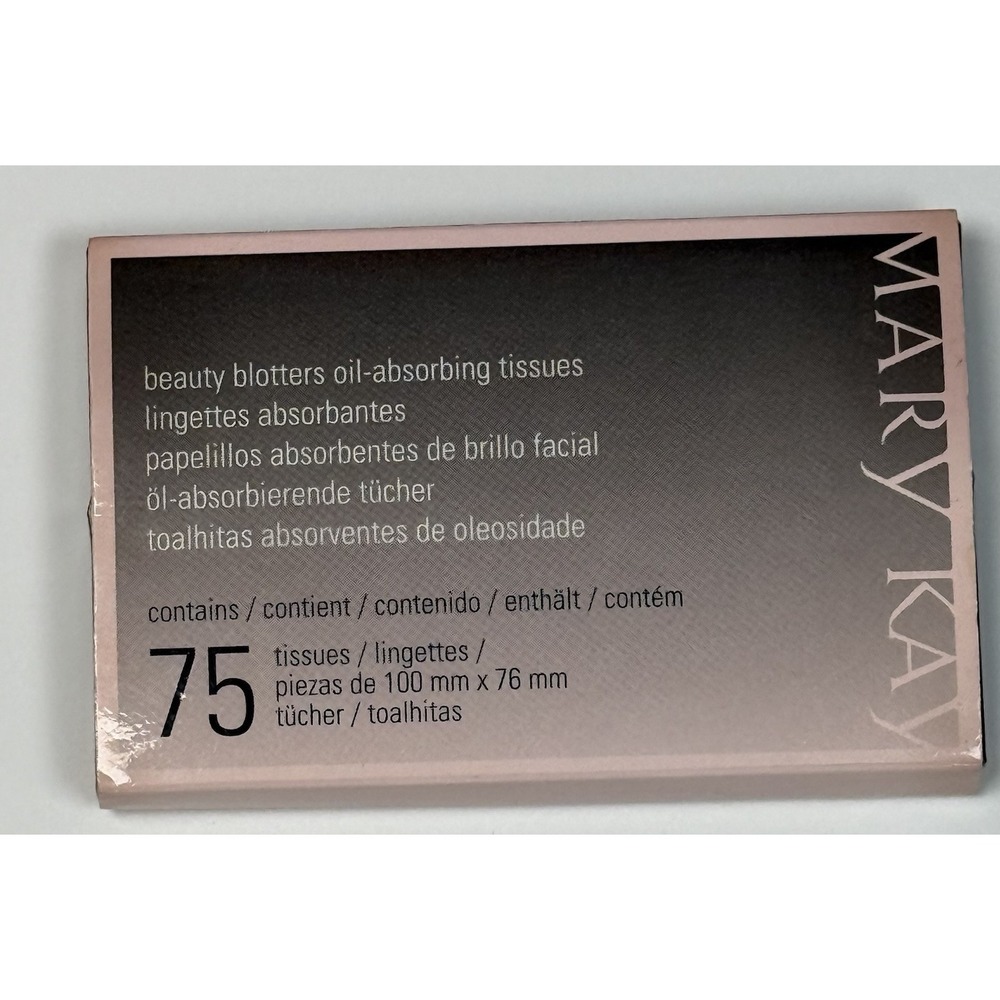 beauty blotters oil-absorbing tissues
lingettes absorbantes
papelillos absorbentes de brillo facial
öl-absorbierende tücher
toalhitas absorventes de oleosidade
contains / contient / contenido / enthält / contém
75
tissues / lingettes /
piezas de 100 mm x 76 mm
tücher / toalhitas
MARY KAY